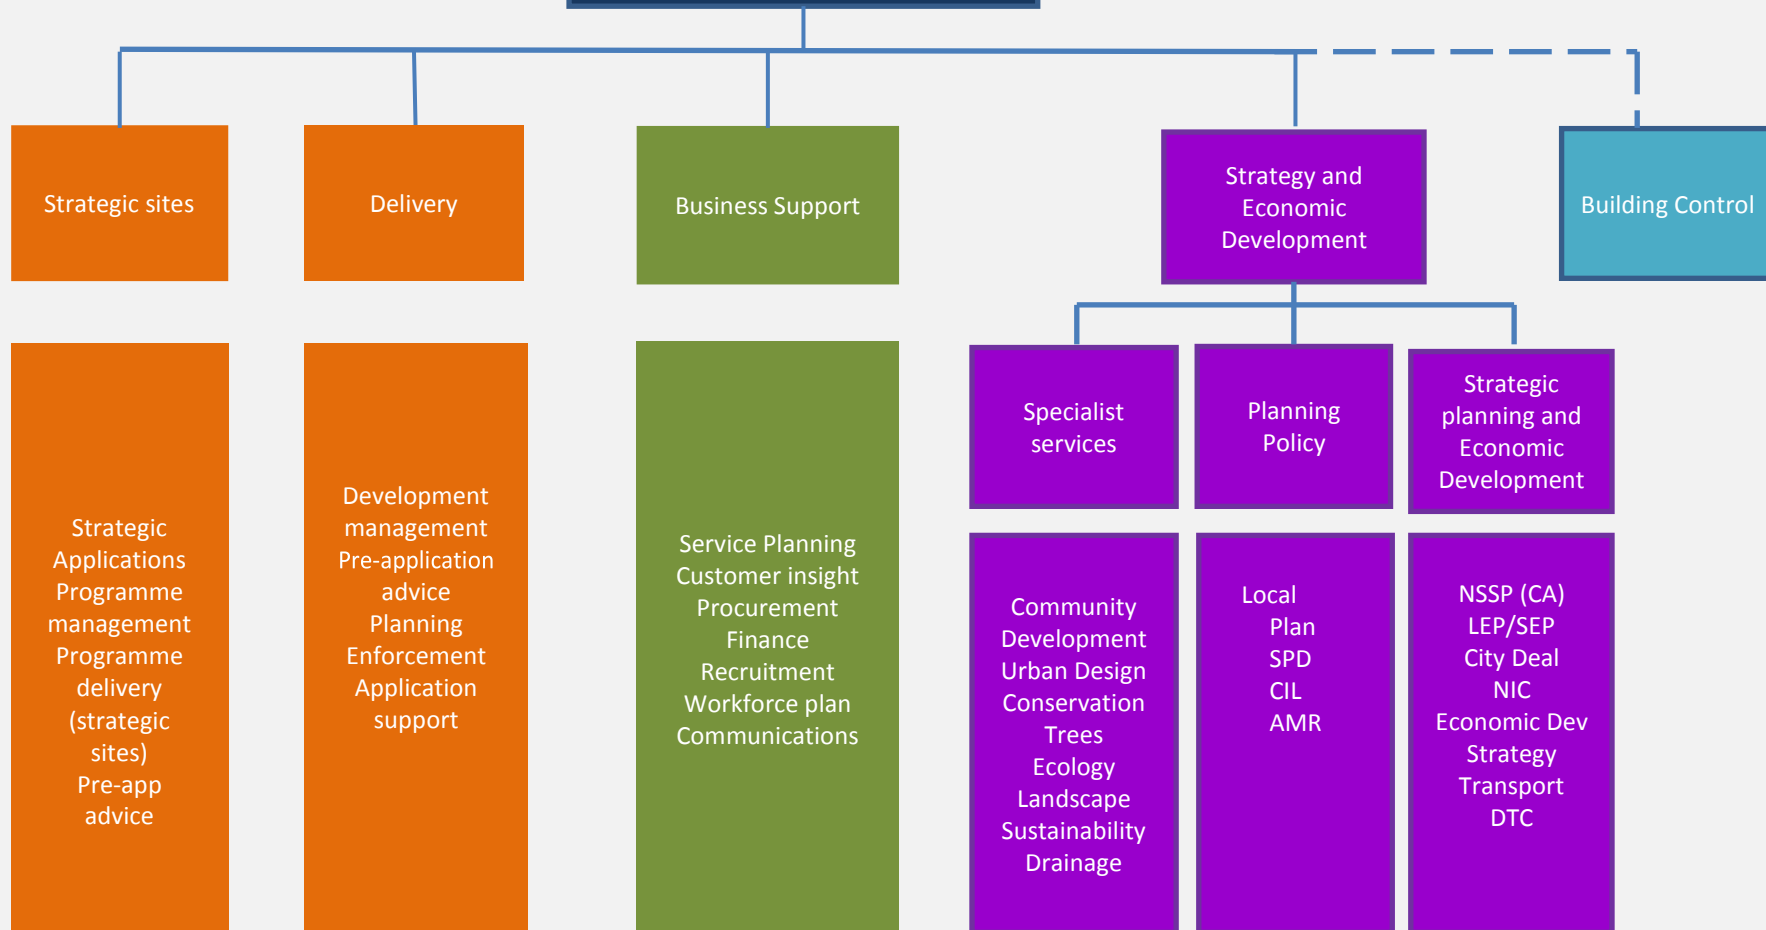 Strategic sites
Delivery
Business Support
Strategy and
Economic
Development
Building Control
Specialist
services
Planning
Policy
Strategic
planning and
Economic
Development
Strategic
Applications
Programme
management
Programme
delivery
(strategic
sites)
Pre-app
advice
Development
management
Pre-application
advice
Planning
Enforcement
Application
support
Service Planning
Customer insight
Procurement
Finance
Recruitment
Workforce plan
Communications
Community
Development
Urban Design
Conservation
Trees
Ecology
Landscape
Sustainability
Drainage
Local
Plan
SPD
CIL
AMR
NSSP (CA)
LEP/SEP
City Deal
NIC
Economic Dev
Strategy
Transport
DTC